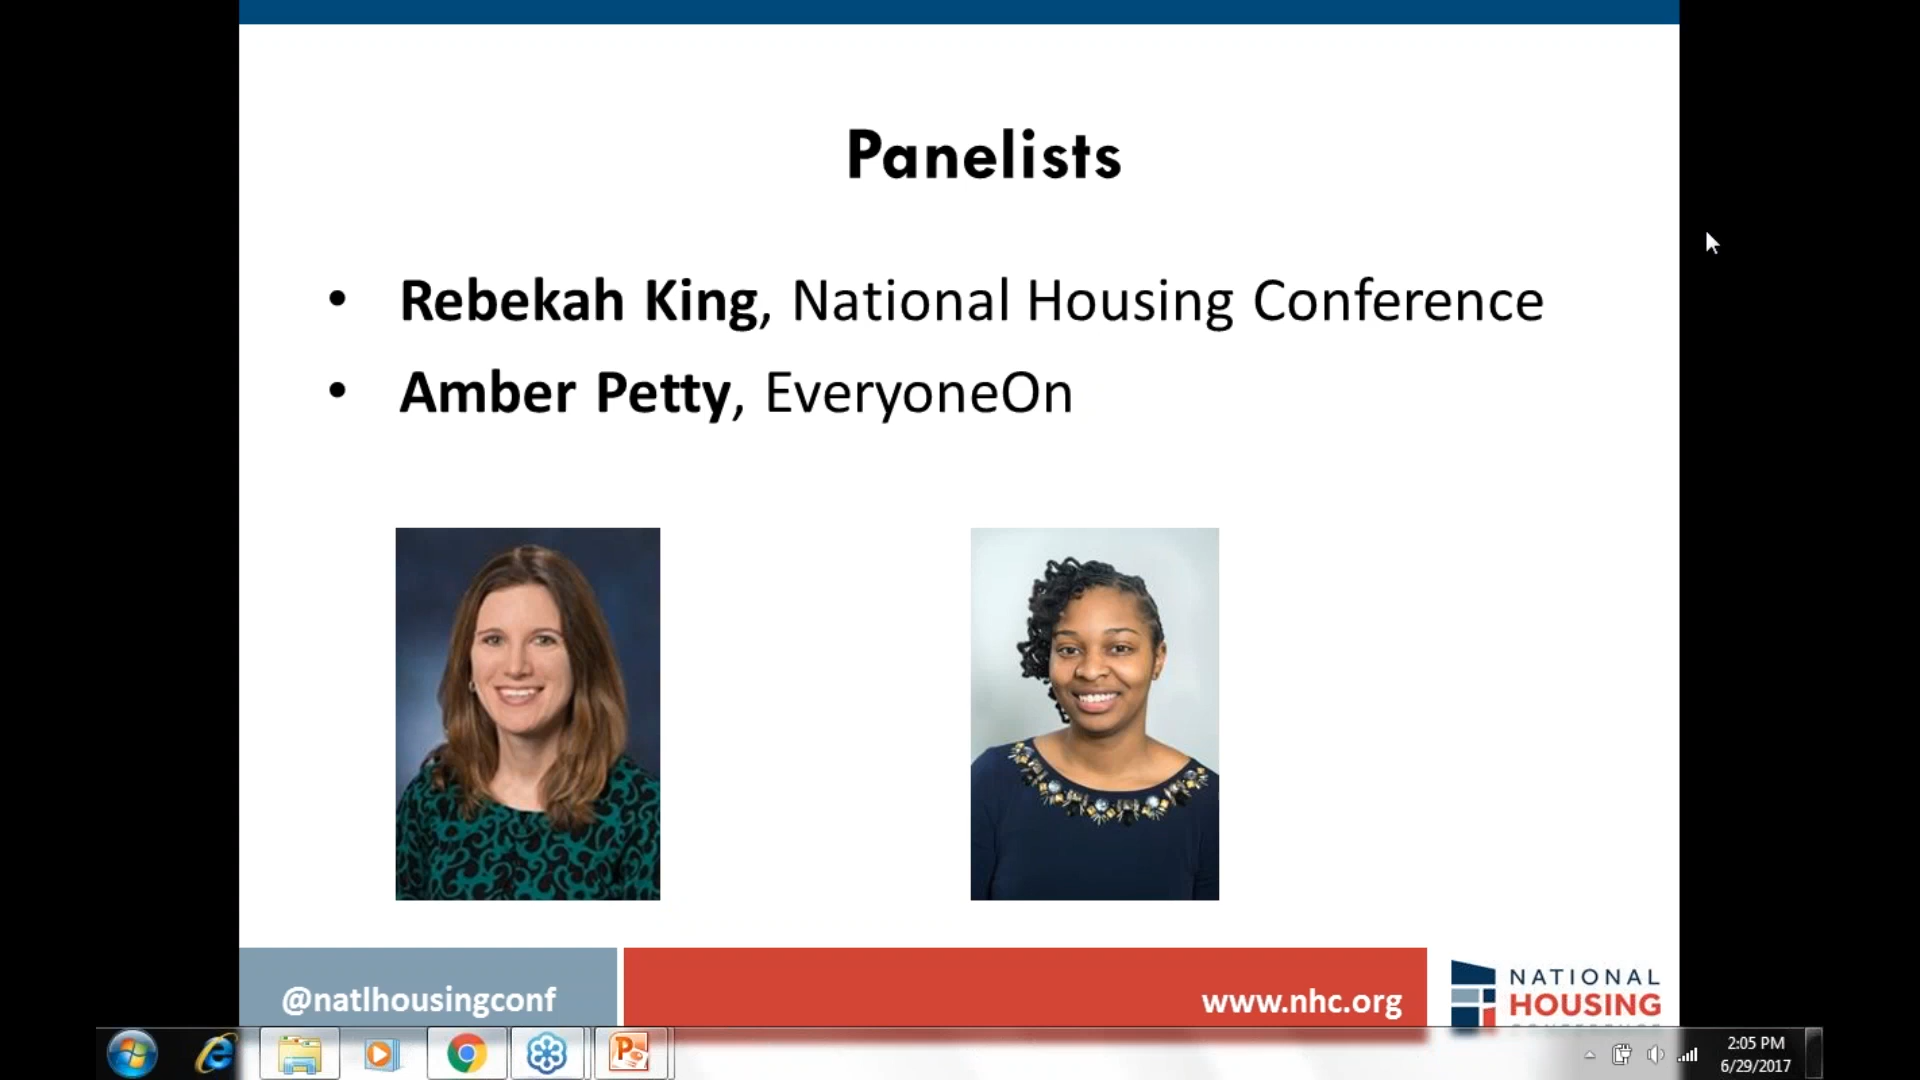 Panelists
• Rebekah King, National Housing Conference
• Amber Petty, EveryoneOn
@natlhousingconf
www.nhc.org
NATIONAL
HOUSING
2:05 PM
6/29/2017